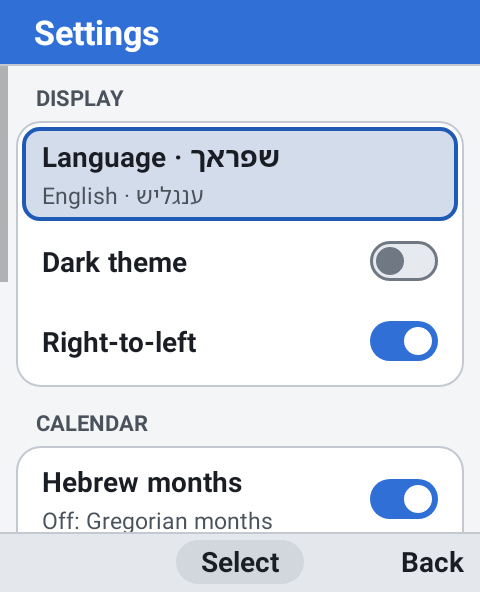 Settings
DISPLAY
Language · שפראך
English · ענגליש
Dark theme
Right-to-left
CALENDAR
Hebrew months
Off: Gregorian months
Select
Back